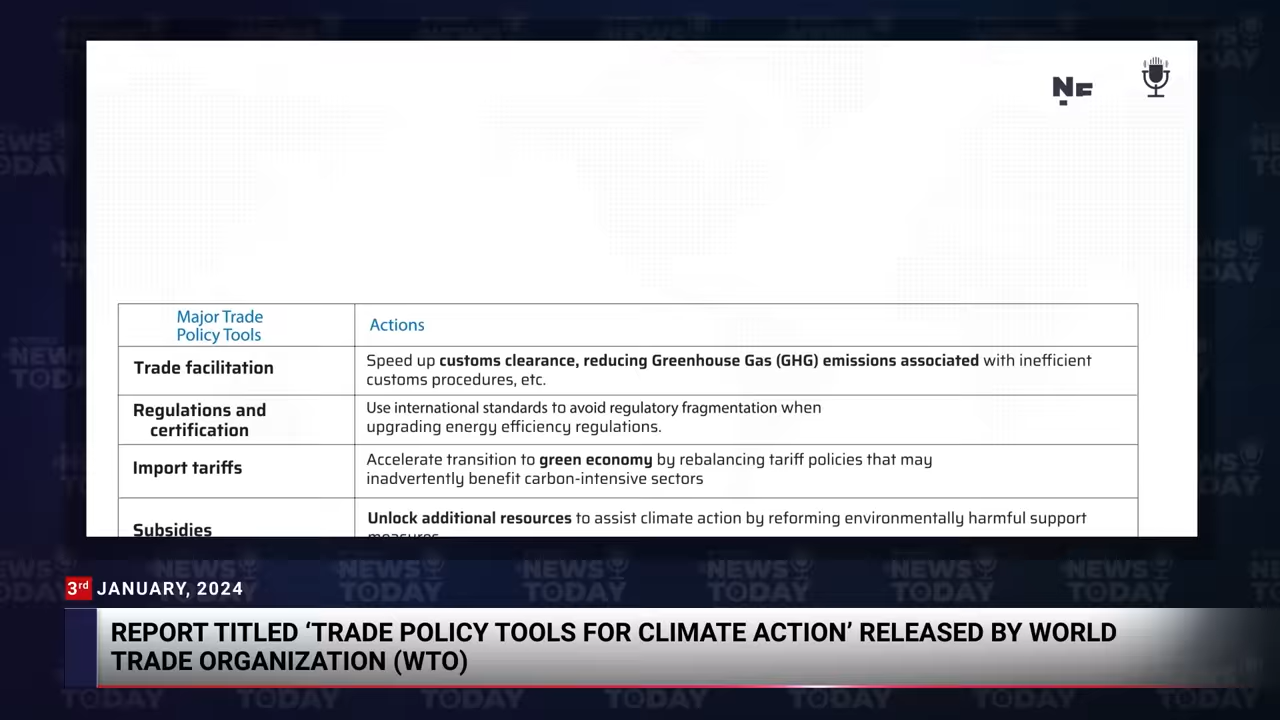 NF
Major Trade
Policy Tools
Actions
Trade facilitation
Speed up customs clearance, reducing Greenhouse Gas (GHG) emissions associated with inefficient
customs procedures, etc.
Regulations and
certification
Use international standards to avoid regulatory fragmentation when
upgrading energy efficiency regulations.
Import tariffs
Accelerate transition to green economy by rebalancing tariff policies that may
inadvertently benefit carbon-intensive sectors
Subsidies
Unlock additional resources to assist climate action by reforming environmentally harmful support
measures
3rd JANUARY, 2024
REPORT TITLED ‘TRADE POLICY TOOLS FOR CLIMATE ACTION’ RELEASED BY WORLD
TRADE ORGANIZATION (WTO)
NEWS TODAY